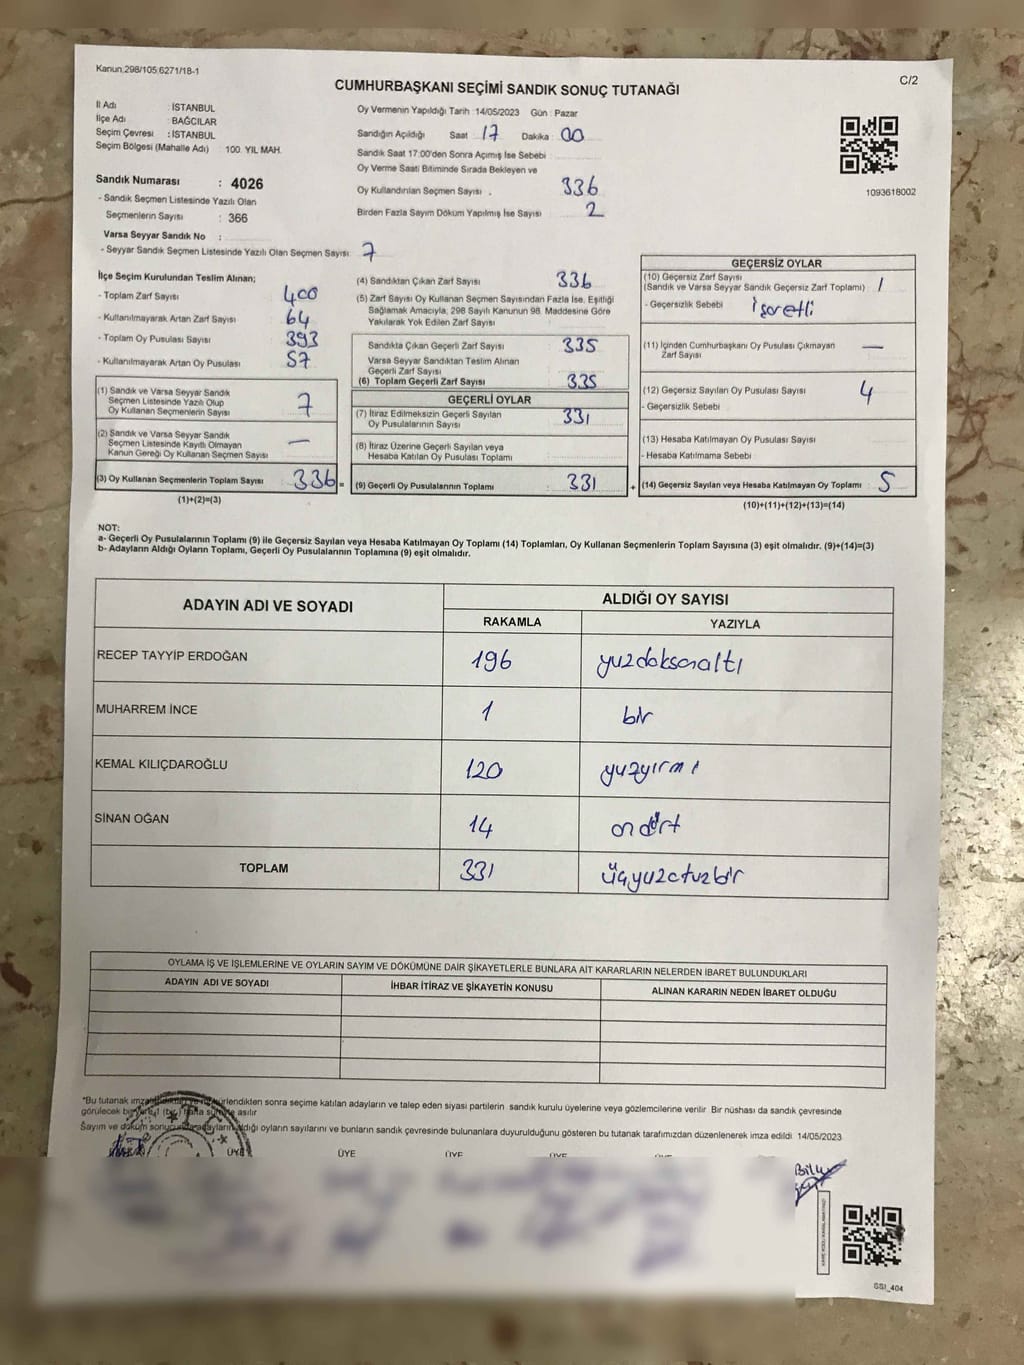 Kanun:298/105;6271/18-1
C/2
CUMHURBAŞKANI SEÇİMİ SANDIK SONUÇ TUTANAĞI
İl Adı : İSTANBUL
İlçe Adı : BAĞCILAR
Seçim Çevresi : İSTANBUL
Seçim Bölgesi (Mahalle Adı) : 100. YIL MAH.
Sandık Numarası : 4026
- Sandık Seçmen Listesinde Yazılı Olan
Seçmenlerin Sayısı : 366
Varsa Seyyar Sandık No :
- Seyyar Sandık Seçmen Listesinde Yazılı Olan Seçmen Sayısı : 7
Oy Vermenin Yapıldığı Tarih : 14/05/2023 Gün : Pazar
Sandığın Açıldığı Saat : 17 Dakika : 00
Sandık Saat 17:00'den Sonra Açımış İse Sebebi :
Oy Verme Saati Bitiminde Sırada Bekleyen ve
Oy Kullandırılan Seçmen Sayısı : 336
Birden Fazla Sayım Döküm Yapılmış İse Sayısı : 2
1093618002
İlçe Seçim Kurulundan Teslim Alınan;
- Toplam Zarf Sayısı : 400
- Kullanılmayarak Artan Zarf Sayısı : 64
- Toplam Oy Pusulası Sayısı : 393
- Kullanılmayarak Artan Oy Pusulası : 57
(1) Sandık ve Varsa Seyyar Sandık
Seçmen Listesinde Yazılı Olup
Oy Kullanan Seçmenlerin Sayısı : 7
(2) Sandık ve Varsa Seyyar Sandık
Seçmen Listesinde Kayıtlı Olmayan
Kanun Gereği Oy Kullanan Seçmen Sayısı : —
(3) Oy Kullanan Seçmenlerin Toplam Sayısı : 336 =
(1)+(2)=(3)
(4) Sandıktan Çıkan Zarf Sayısı : 336
(5) Zarf Sayısı Oy Kullanan Seçmen Sayısından Fazla İse, Eşitliği
Sağlamak Amacıyla, 298 Sayılı Kanunun 98. Maddesine Göre
Yakılarak Yok Edilen Zarf Sayısı :
Sandıkta Çıkan Geçerli Zarf Sayısı : 335
Varsa Seyyar Sandıktan Teslim Alınan
Geçerli Zarf Sayısı :
(6) Toplam Geçerli Zarf Sayısı : 335
GEÇERLİ OYLAR
(7) İtiraz Edilmeksizin Geçerli Sayılan
Oy Pusulalarının Sayısı : 331
(8) İtiraz Üzerine Geçerli Sayılan veya
Hesaba Katılan Oy Pusulası Toplamı :
(9) Geçerli Oy Pusulalarının Toplamı : 331 +
GEÇERSİZ OYLAR
(10) Geçersiz Zarf Sayısı
(Sandık ve Varsa Seyyar Sandık Geçersiz Zarf Toplamı) : 1
- Geçersizlik Sebebi : İşaretli
(11) İçinden Cumhurbaşkanı Oy Pusulası Çıkmayan
Zarf Sayısı : —
(12) Geçersiz Sayılan Oy Pusulası Sayısı : 4
- Geçersizlik Sebebi :
(13) Hesaba Katılmayan Oy Pusulası Sayısı :
- Hesaba Katılmama Sebebi :
(14) Geçersiz Sayılan veya Hesaba Katılmayan Oy Toplamı : 5
(10)+(11)+(12)+(13)=(14)
NOT:
a- Geçerli Oy Pusulalarının Toplamı (9) ile Geçersiz Sayılan veya Hesaba Katılmayan Oy Toplamı (14) Toplamları, Oy Kullanan Seçmenlerin Toplam Sayısına (3) eşit olmalıdır. (9)+(14)=(3)
b- Adayların Aldığı Oyların Toplamı, Geçerli Oy Pusulalarının Toplamına (9) eşit olmalıdır.
ADAYIN ADI VE SOYADI ALDIĞI OY SAYISI
RAKAMLA YAZIYLA
RECEP TAYYİP ERDOĞAN 196 yuzdoksanaltı
MUHARREM İNCE 1 bir
KEMAL KILIÇDAROĞLU 120 yuzyirmi
SİNAN OĞAN 14 ondört
TOPLAM 331 üçyuzotuzbir
OYLAMA İŞ VE İŞLEMLERİNE VE OYLARIN SAYIM VE DÖKÜMÜNE DAİR ŞİKAYETLERLE BUNLARA AİT KARARLARIN NELERDEN İBARET BULUNDUKLARI
ADAYIN ADI VE SOYADI İHBAR İTİRAZ VE ŞİKAYETİN KONUSU ALINAN KARARIN NEDEN İBARET OLDUĞU
*Bu tutanak sonra seçime katılan adayların ve talep eden siyasi partilerin sandık kurulu üyelerine veya gözlemcilerine verilir. Bir nüshası da sandık çevresinde
görülecek bir asılır
Sayım ve döküm aldığı oyların sayılarını ve bunların sandık çevresinde bulunanlara duyurulduğunu gösteren bu tutanak tarafımızdan düzenlenerek imza edildi. 14/05/2023
ÜYE ÜYE ÜYE ÜYE
SSI_404